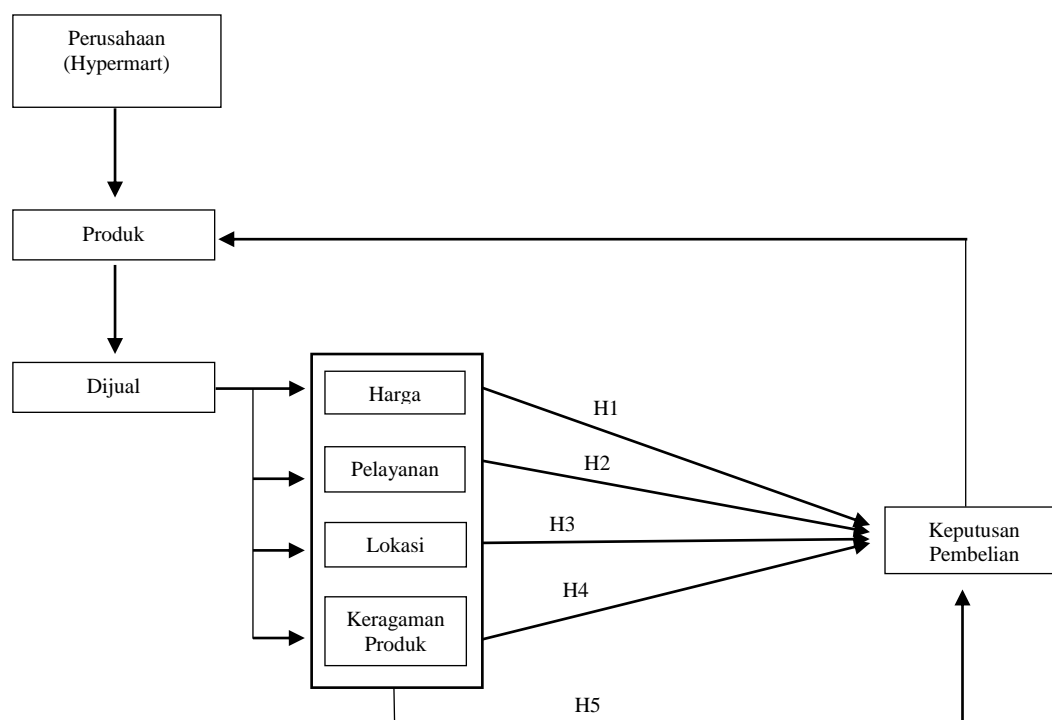 Perusahaan
(Hypermart)
Produk
Dijual
Harga
H1
Pelayanan
H2
Lokasi
H3
Keputusan
Pembelian
Keragaman
Produk
H4
H5